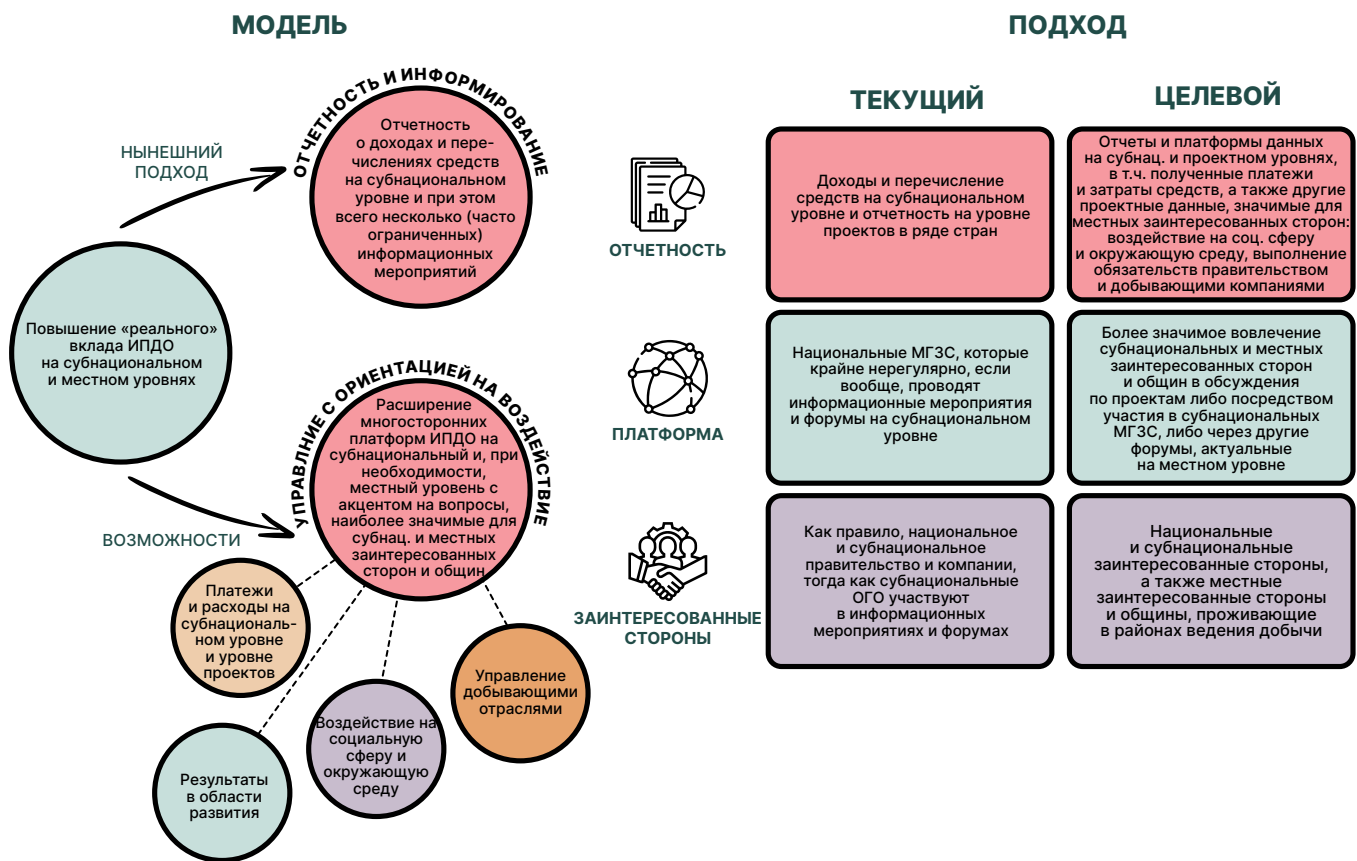 МОДЕЛЬ
НЫНЕШНИЙ
ПОДХОД
ОТЧЕТНОСТЬ И ИНФОРМИРОВАНИЕ
Отчетность
о доходах и пере-
числениях средств
на субнациональном
уровне и при этом
всего несколько (часто
ограниченных)
информационных
мероприятий
Повышение «реального»
вклада ИПДО
на субнациональном
и местном уровнях
ВОЗМОЖНОСТИ
УПРАВЛНИЕ С ОРИЕНТАЦИЕЙ НА ВОЗДЕЙСТВИЕ
Расширение
многосторонних
платформ ИПДО на
субнациональный и, при
необходимости,
местный уровень с
акцентом на вопросы,
наиболее значимые для
субнац. и местных
заинтересованных
сторон и общин
Платежи
и расходы на
субнациональ-
ном уровне
и уровне
проектов
Результаты
в области
развития
Воздействие на
социальную
сферу и
окружающую
среду
Управление
добывающими
отраслями
ПОДХОД
ТЕКУЩИЙ
ЦЕЛЕВОЙ
ОТЧЕТНОСТЬ
Доходы и перечисление
средств на субнациональном
уровне и отчетность на уровне
проектов в ряде стран
Отчеты и платформы данных
на субнац. и проектном уровнях,
в т.ч. полученные платежи
и затраты средств, а также другие
проектные данные, значимые для
местных заинтересованных сторон:
воздействие на соц. сферу
и окружающую среду, выполнение
обязательств правительством
и добывающими компаниями
ПЛАТФОРМА
Национальные МГЗС, которые
крайне нерегулярно, если
вообще, проводят
информационные мероприятия
и форумы на субнациональном
уровне
Более значимое вовлечение
субнациональных и местных
заинтересованных сторон
и общин в обсуждения
по проектам либо посредством
участия в субнациональных
МГЗС, либо через другие
форумы, актуальные
на местном уровне
ЗАИНТЕРЕСОВАННЫЕ
СТОРОНЫ
Как правило, национальное
и субнациональное
правительство и компании,
тогда как субнациональные
ОГО участвуют
в информационных
мероприятиях и форумах
Национальные
и субнациональные
заинтересованные стороны,
а также местные
заинтересованные стороны
и общины, проживающие
в районах ведения добычи